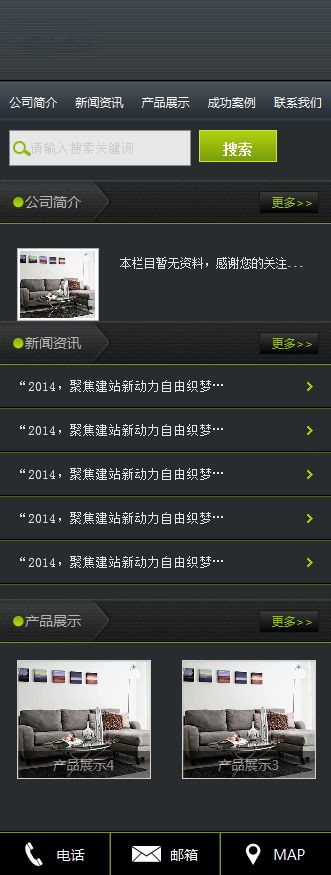 公司简介 新闻资讯 产品展示 成功案例 联系我们
请输入搜索关键词 搜索
公司简介 更多>>
本栏目暂无资料，感谢您的关注...
新闻资讯 更多>>
“2014，聚焦建站新动力自由织梦…
“2014，聚焦建站新动力自由织梦…
“2014，聚焦建站新动力自由织梦…
“2014，聚焦建站新动力自由织梦…
“2014，聚焦建站新动力自由织梦…
产品展示 更多>>
产品展示4 产品展示3
电话 邮箱 MAP